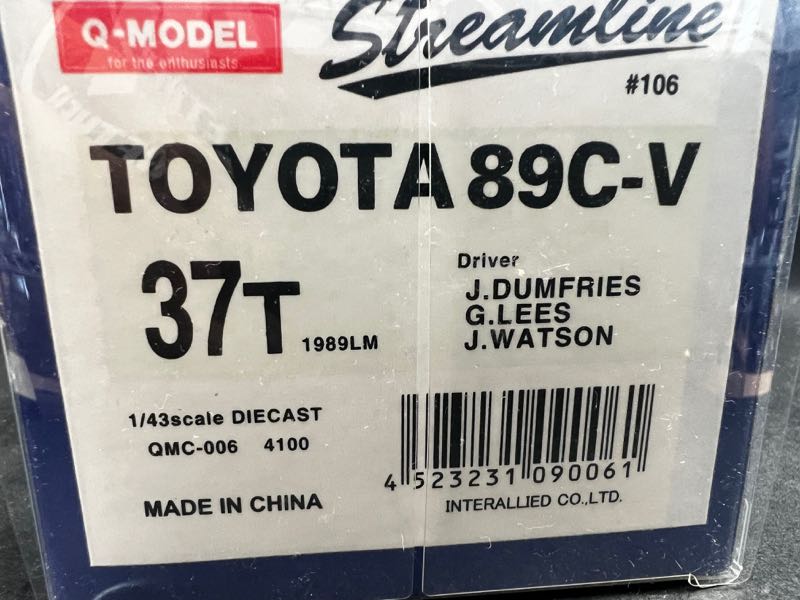 Q-MODEL
for the enthusiasts
Streamline
#106
TOYOTA 89C-V
37T 1989LM
Driver
J.DUMFRIES
G.LEES
J.WATSON
1/43scale DIECAST
QMC-006 4100
4 523231 090061
MADE IN CHINA
INTERALLIED CO.,LTD.